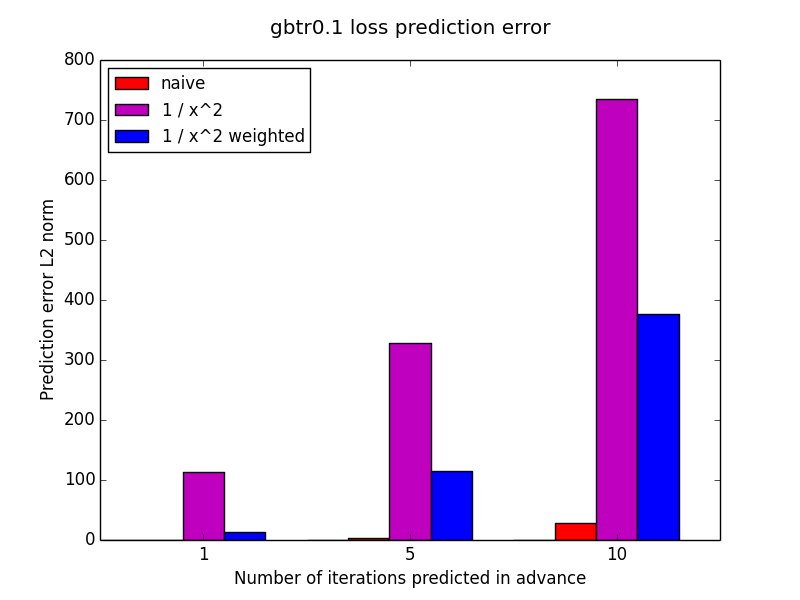 gbtr0.1 loss prediction error
naive
1 / x^2
1 / x^2 weighted
800
700
600
500
400
300
200
100
0
Prediction error L2 norm
1 5 10
Number of iterations predicted in advance